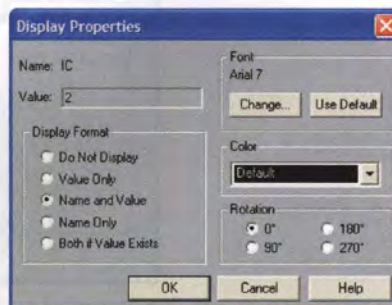 Display Properties
Name: IC
Value: 2
Font
Arial 7
Change...
Use Default
Display Format
Do Not Display
Value Only
Name and Value
Name Only
Both if Value Exists
Color
Default
Rotation
0°
180°
90°
270°
OK
Cancel
Help